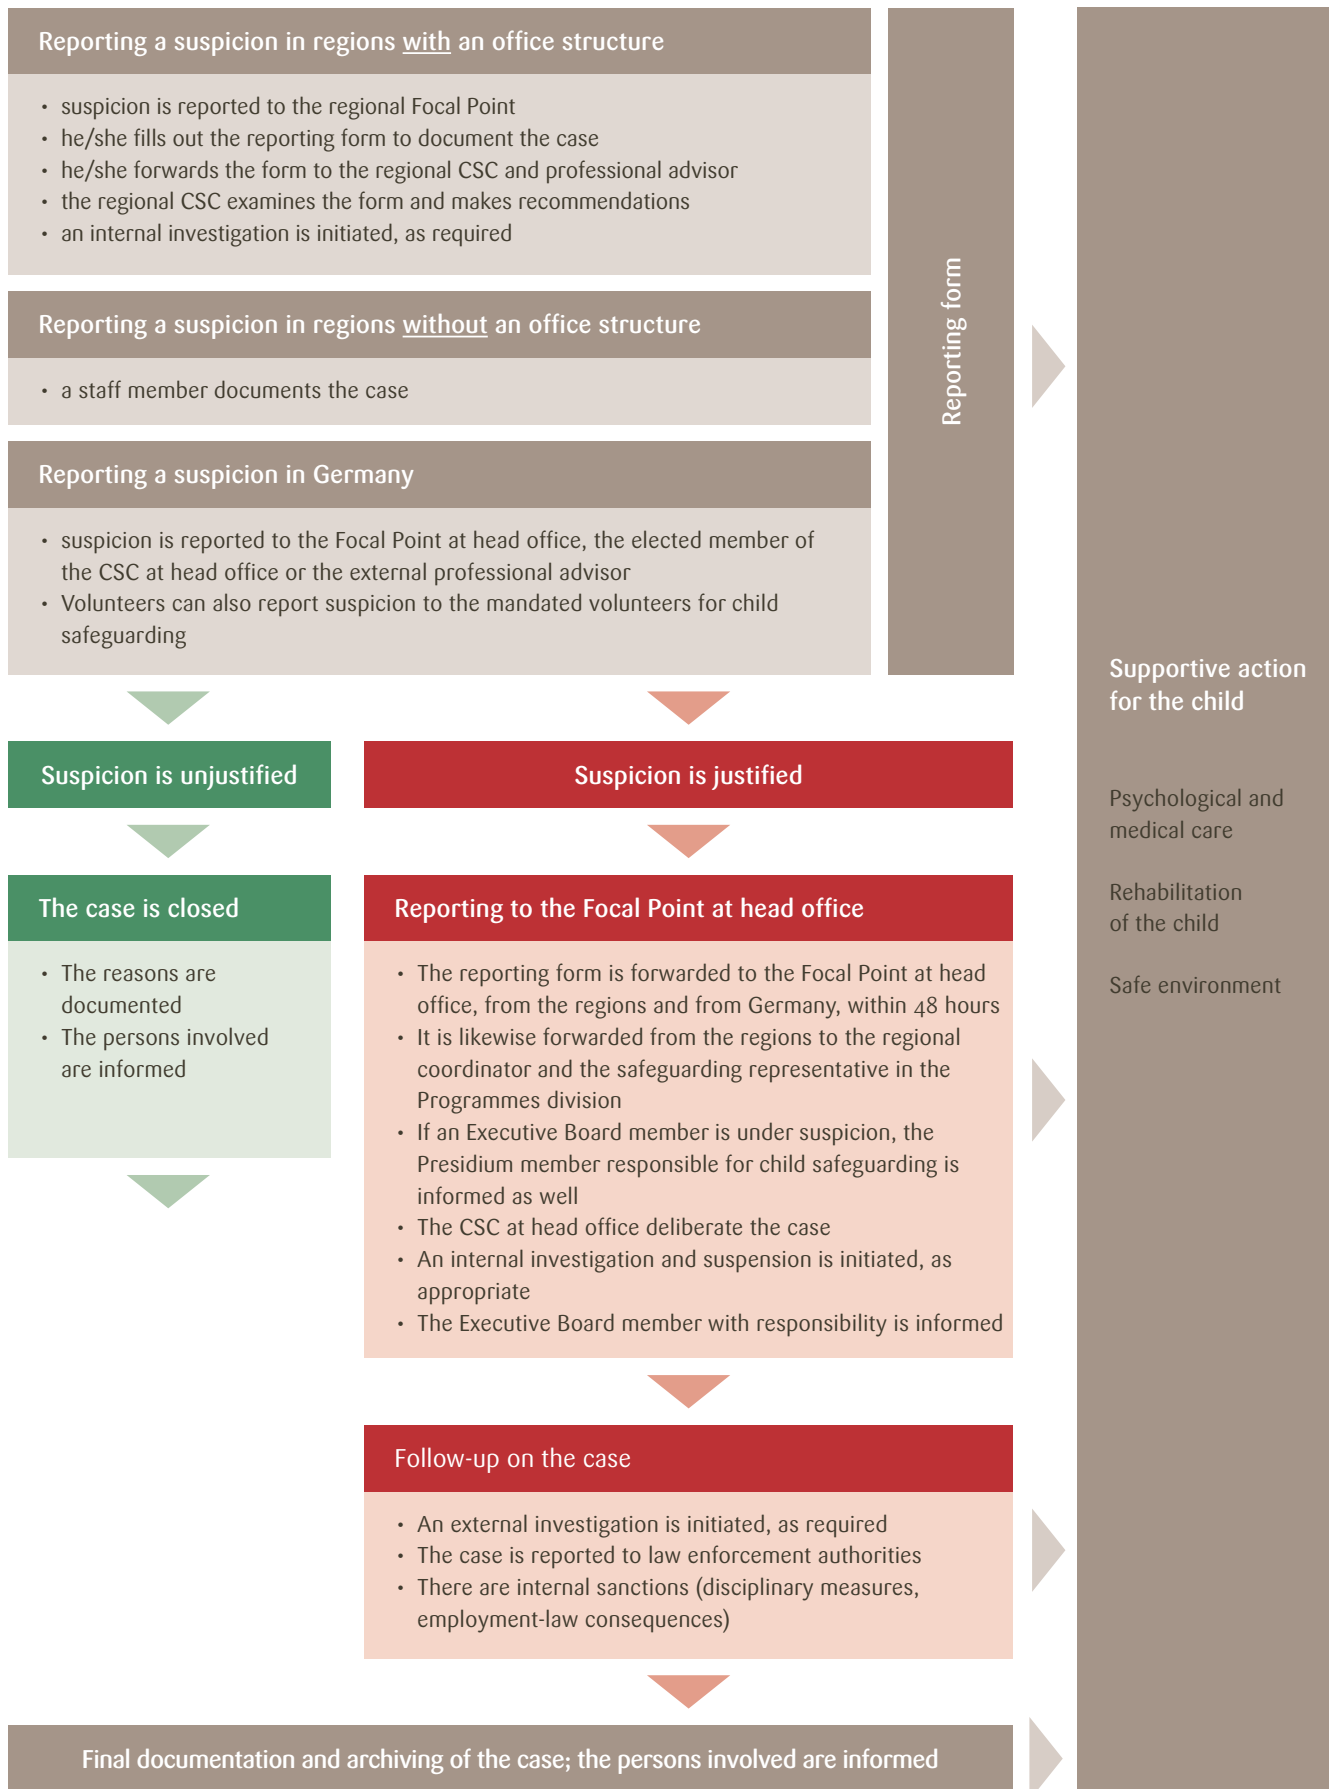 Reporting a suspicion in regions with an office structure
• suspicion is reported to the regional Focal Point
• he/she fills out the reporting form to document the case
• he/she forwards the form to the regional CSC and professional advisor
• the regional CSC examines the form and makes recommendations
• an internal investigation is initiated, as required
Reporting a suspicion in regions without an office structure
• a staff member documents the case
Reporting a suspicion in Germany
• suspicion is reported to the Focal Point at head office, the elected member of
the CSC at head office or the external professional advisor
• Volunteers can also report suspicion to the mandated volunteers for child
safeguarding
Reporting form
Suspicion is unjustified
The case is closed
• The reasons are
documented
• The persons involved
are informed
Suspicion is justified
Reporting to the Focal Point at head office
• The reporting form is forwarded to the Focal Point at head
office, from the regions and from Germany, within 48 hours
• It is likewise forwarded from the regions to the regional
coordinator and the safeguarding representative in the
Programmes division
• If an Executive Board member is under suspicion, the
Presidium member responsible for child safeguarding is
informed as well
• The CSC at head office deliberate the case
• An internal investigation and suspension is initiated, as
appropriate
• The Executive Board member with responsibility is informed
Follow-up on the case
• An external investigation is initiated, as required
• The case is reported to law enforcement authorities
• There are internal sanctions (disciplinary measures,
employment-law consequences)
Final documentation and archiving of the case; the persons involved are informed
Supportive action
for the child
Psychological and
medical care
Rehabilitation
of the child
Safe environment